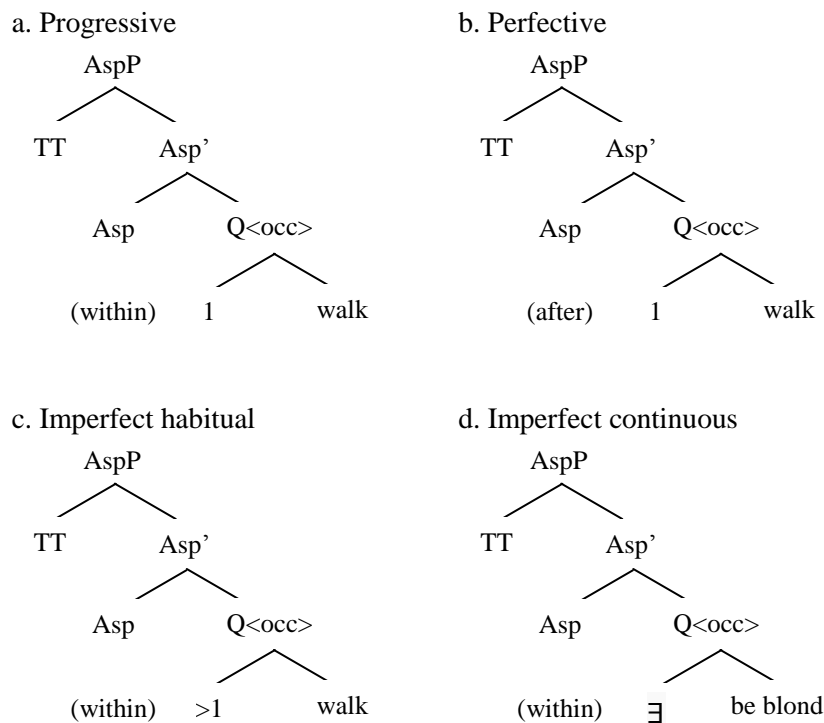 a. Progressive b. Perfective
AspP AspP
TT Asp’ TT Asp’
Asp Q<occ> Asp Q<occ>
(within) 1 walk (after) 1 walk
c. Imperfect habitual d. Imperfect continuous
AspP AspP
TT Asp’ TT Asp’
Asp Q<occ> Asp Q<occ>
(within) >1 walk (within) ∃ be blond